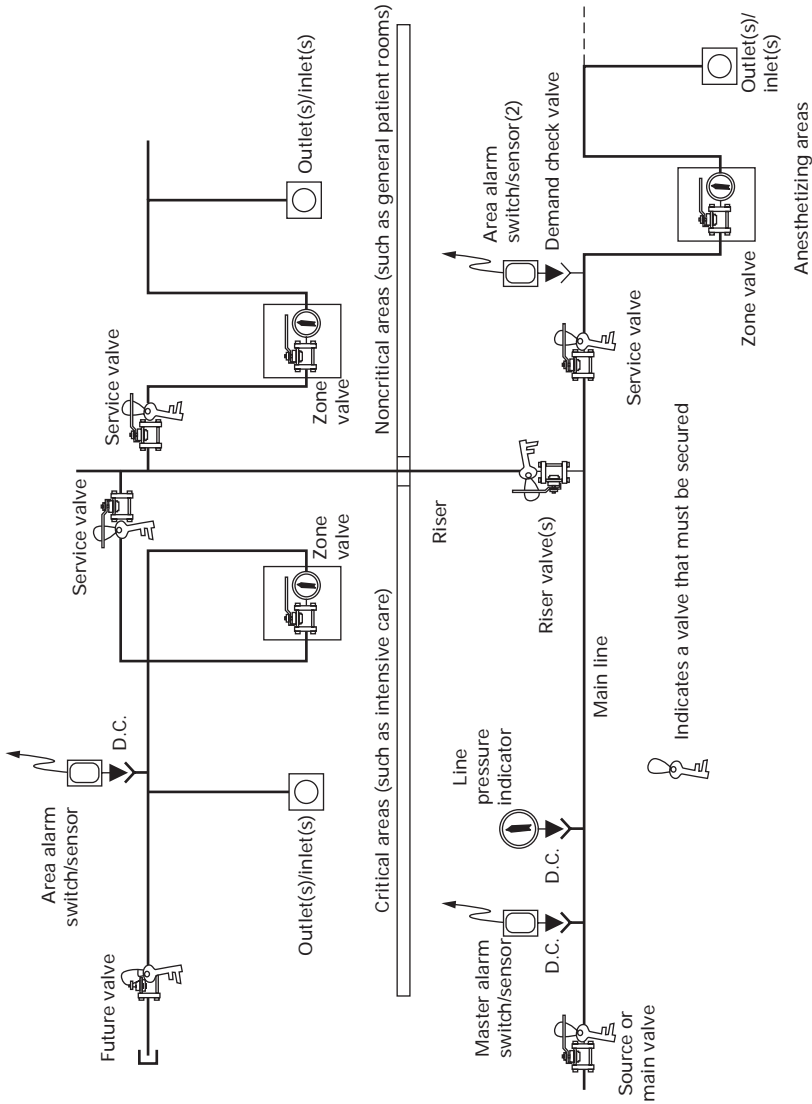 Future valve
Area alarm
switch/sensor
D.C.
Service valve
Service valve
Zone
valve
Zone
valve
Outlet(s)/inlet(s)
Outlet(s)/inlet(s)
Critical areas (such as intensive care)
Noncritical areas (such as general patient rooms)
Riser
Master alarm
switch/sensor
D.C.
Line
pressure
indicator
D.C.
Riser valve(s)
Area alarm
switch/sensor(2)
Demand check valve
Source or
main valve
Main line
Service valve
Zone valve
Outlet(s)/
inlet(s)
Indicates a valve that must be secured
Anesthetizing areas